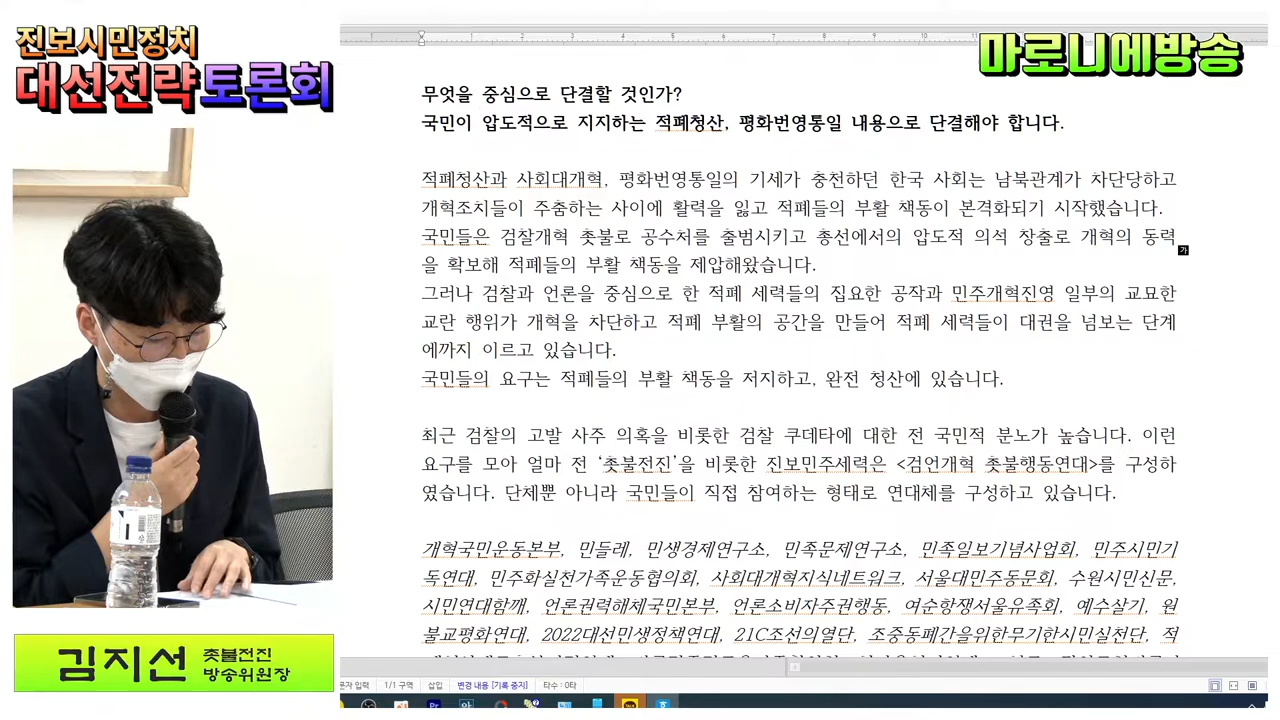 진보시민정치
대선전략토론회
마로니에방송
무엇을 중심으로 단결할 것인가?
국민이 압도적으로 지지하는 적폐청산, 평화번영통일 내용으로 단결해야 합니다.
적폐청산과 사회대개혁, 평화번영통일의 기세가 충천하던 한국 사회는 남북관계가 차단당하고
개혁조치들이 주춤하는 사이에 활력을 잃고 적폐들의 부활 책동이 본격화되기 시작했습니다.
국민들은 검찰개혁 촛불로 공수처를 출범시키고 총선에서의 압도적 의석 창출로 개혁의 동력
을 확보해 적폐들의 부활 책동을 제압해왔습니다.
그러나 검찰과 언론을 중심으로 한 적폐 세력들의 집요한 공작과 민주개혁진영 일부의 교묘한
교란 행위가 개혁을 차단하고 적폐 부활의 공간을 만들어 적폐 세력들이 대권을 넘보는 단계
에까지 이르고 있습니다.
국민들의 요구는 적폐들의 부활 책동을 저지하고, 완전 청산에 있습니다.
최근 검찰의 고발 사주 의혹을 비롯한 검찰 쿠데타에 대한 전 국민적 분노가 높습니다. 이런
요구를 모아 얼마 전 ‘촛불전진’을 비롯한 진보민주세력은 <검언개혁 촛불행동연대>를 구성하
였습니다. 단체뿐 아니라 국민들이 직접 참여하는 형태로 연대체를 구성하고 있습니다.
개혁국민운동본부, 민들레, 민생경제연구소, 민족문제연구소, 민족일보기념사업회, 민주시민기
독연대, 민주화실천가족운동협의회, 사회대개혁지식네트워크, 서울대민주동문회, 수원시민신문,
시민연대함께, 언론권력해체국민본부, 언론소비자주권행동, 여순항쟁서울유족회, 예수살기, 원
불교평화연대, 2022대선민생정책연대, 21C조선의열단, 조중동폐간을위한무기한시민실천단, 적
김지선 촛불전진
방송위원장
문자 입력 1/1 구역 삽입 변경 내용 [기록 중지] 타수 : 0타